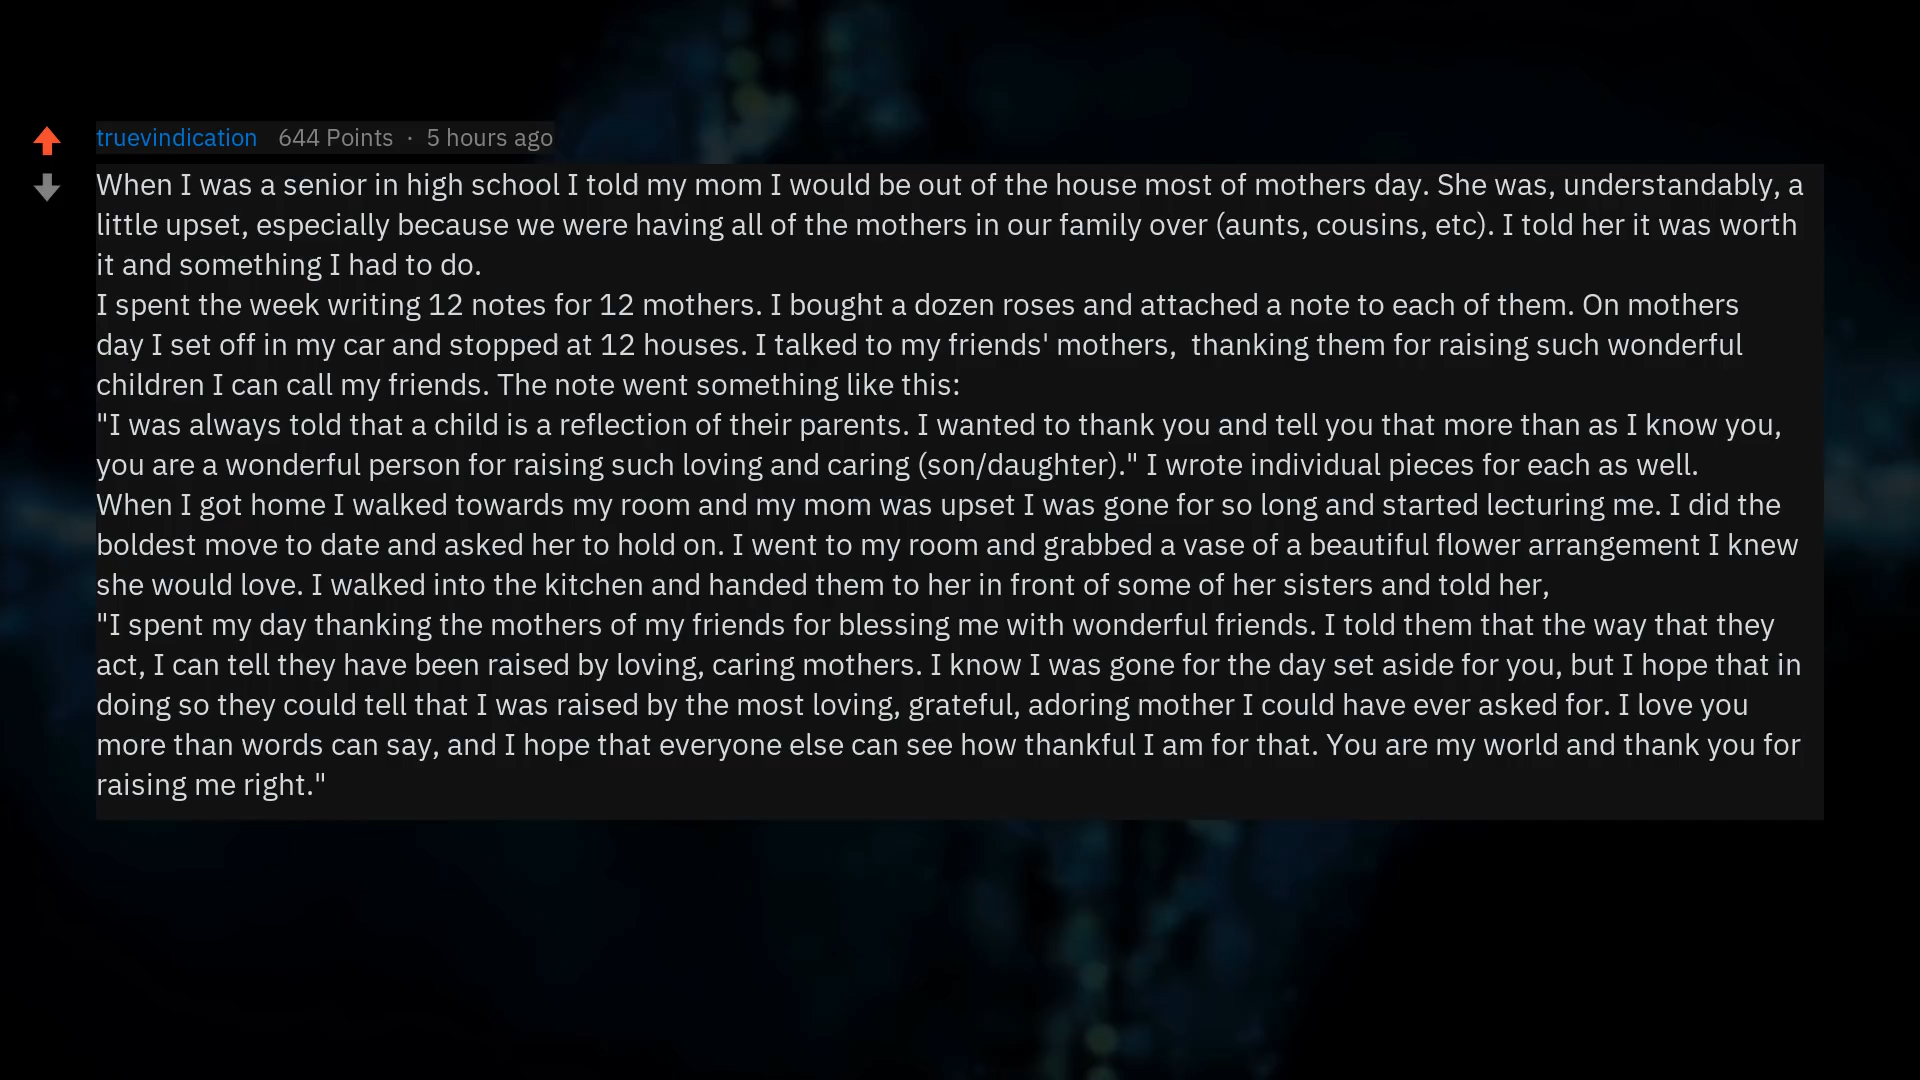 truevindication 644 Points · 5 hours ago
When I was a senior in high school I told my mom I would be out of the house most of mothers day. She was, understandably, a
little upset, especially because we were having all of the mothers in our family over (aunts, cousins, etc). I told her it was worth
it and something I had to do.
I spent the week writing 12 notes for 12 mothers. I bought a dozen roses and attached a note to each of them. On mothers
day I set off in my car and stopped at 12 houses. I talked to my friends' mothers,  thanking them for raising such wonderful
children I can call my friends. The note went something like this:
"I was always told that a child is a reflection of their parents. I wanted to thank you and tell you that more than as I know you,
you are a wonderful person for raising such loving and caring (son/daughter)." I wrote individual pieces for each as well.
When I got home I walked towards my room and my mom was upset I was gone for so long and started lecturing me. I did the
boldest move to date and asked her to hold on. I went to my room and grabbed a vase of a beautiful flower arrangement I knew
she would love. I walked into the kitchen and handed them to her in front of some of her sisters and told her,
"I spent my day thanking the mothers of my friends for blessing me with wonderful friends. I told them that the way that they
act, I can tell they have been raised by loving, caring mothers. I know I was gone for the day set aside for you, but I hope that in
doing so they could tell that I was raised by the most loving, grateful, adoring mother I could have ever asked for. I love you
more than words can say, and I hope that everyone else can see how thankful I am for that. You are my world and thank you for
raising me right."